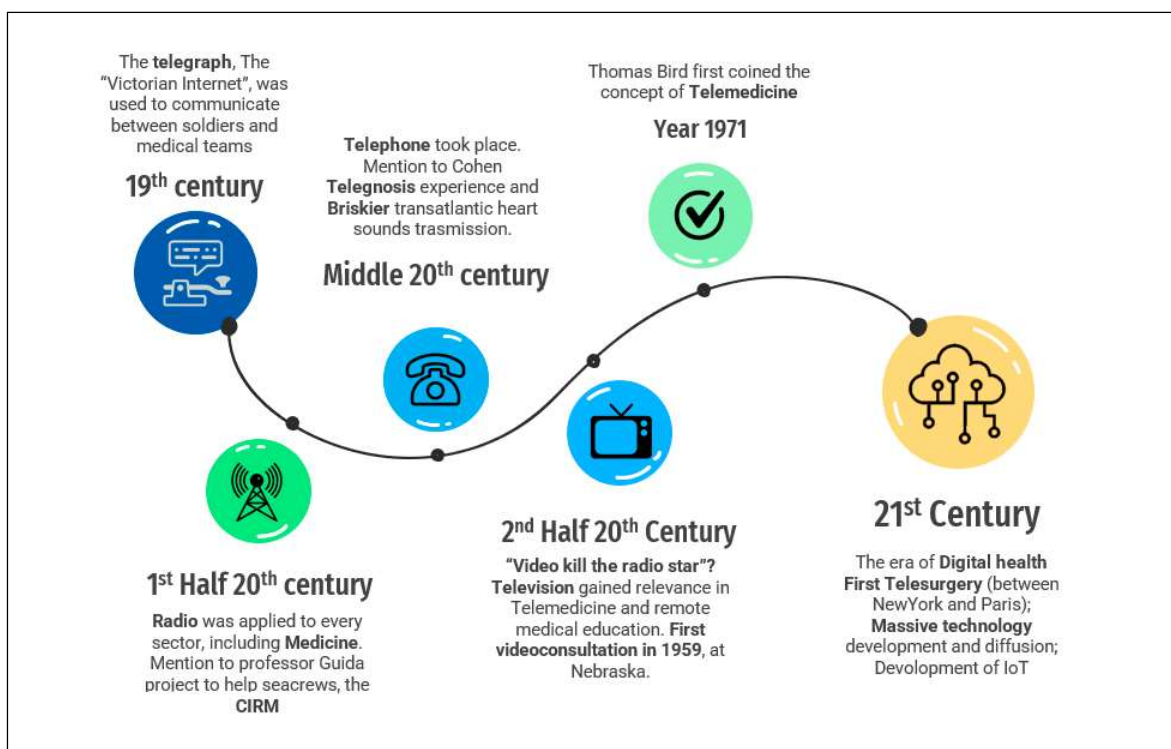 The telegraph, The
“Victorian Internet”, was
used to communicate
between soldiers and
medical teams
19th century
1st Half 20th century
Radio was applied to every
sector, including Medicine.
Mention to professor Guida
project to help seacrews, the
CIRM
Telephone took place.
Mention to Cohen
Telegnosis experience and
Briskier transatlantic heart
sounds trasmission.
Middle 20th century
2nd Half 20th Century
“Video kill the radio star”?
Television gained relevance in
Telemedicine and remote
medical education. First
videoconsultation in 1959, at
Nebraska.
Thomas Bird first coined the
concept of Telemedicine
Year 1971
21st Century
The era of Digital health
First Telesurgery (between
NewYork and Paris);
Massive technology
development and diffusion;
Devolopment of IoT